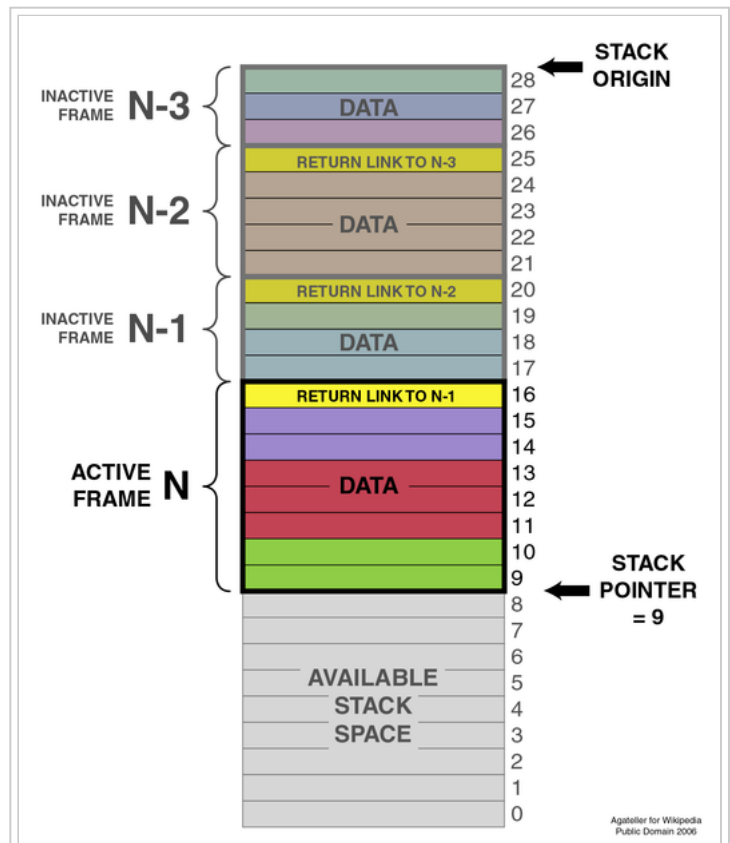 STACK
ORIGIN
28
INACTIVE
FRAME N-3
DATA
27
26
RETURN LINK TO N-3
25
24
INACTIVE
FRAME N-2
DATA
23
22
21
RETURN LINK TO N-2
20
19
INACTIVE
FRAME N-1
DATA
18
17
RETURN LINK TO N-1
16
15
14
ACTIVE
FRAME N
13
DATA
12
11
10
9
STACK
POINTER
= 9
8
7
6
AVAILABLE
STACK
SPACE
5
4
3
2
1
0
Agateller for Wikipedia
Public Domain 2006